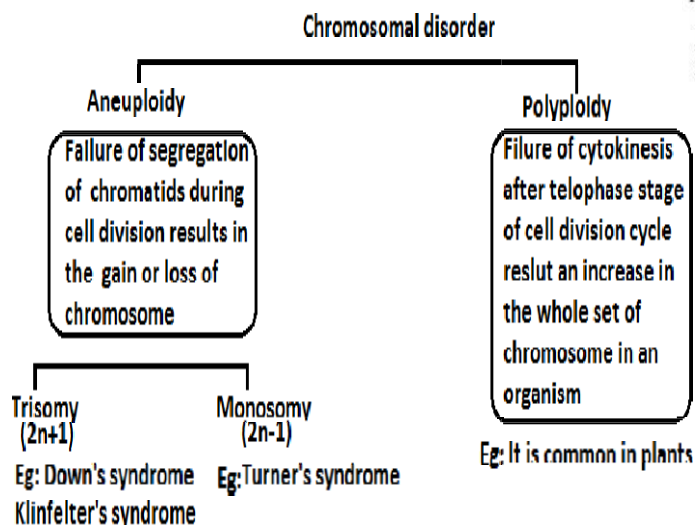 Chromosomal disorder
Aneuploidy
Failure of segregation
of chromatids during
cell division results in
the gain or loss of
chromosome
Polyploidy
Filure of cytokinesis
after telophase stage
of cell division cycle
reslut an increase in
the whole set of
chromosome in an
organism
Eg: It is common in plants
Trisomy
(2n+1)
Eg: Down's syndrome
Klinfelter's syndrome
Monosomy
(2n-1)
Eg:Turner's syndrome